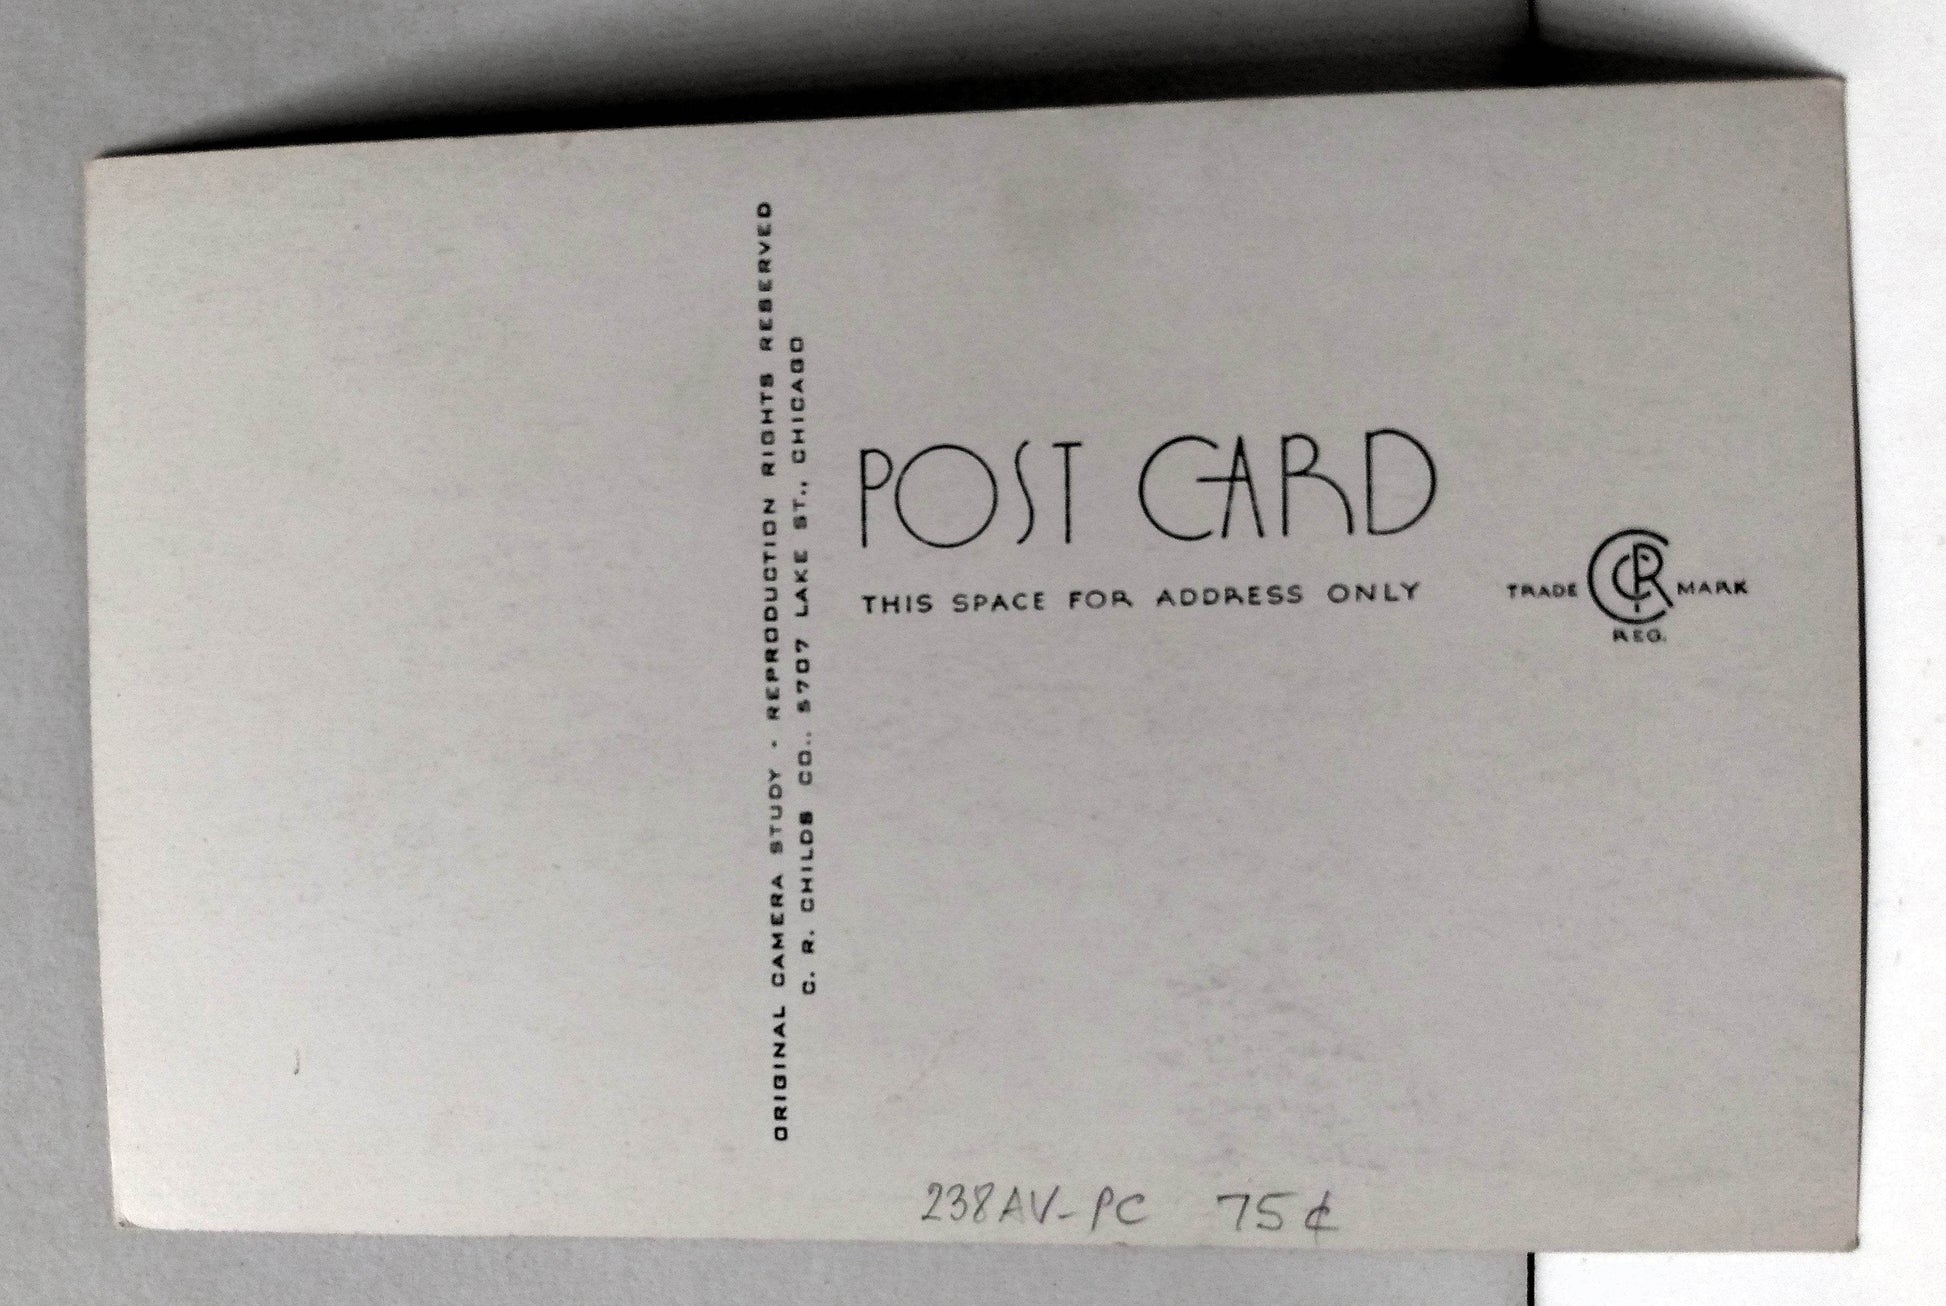 ORIGINAL CAMERA STUDY · REPRODUCTION RIGHTS RESERVED
C. R. CHILDS CO., 5707 LAKE ST., CHICAGO
POST CARD
THIS SPACE FOR ADDRESS ONLY
TRADE CRC MARK
REG.
238AV-PC 75¢